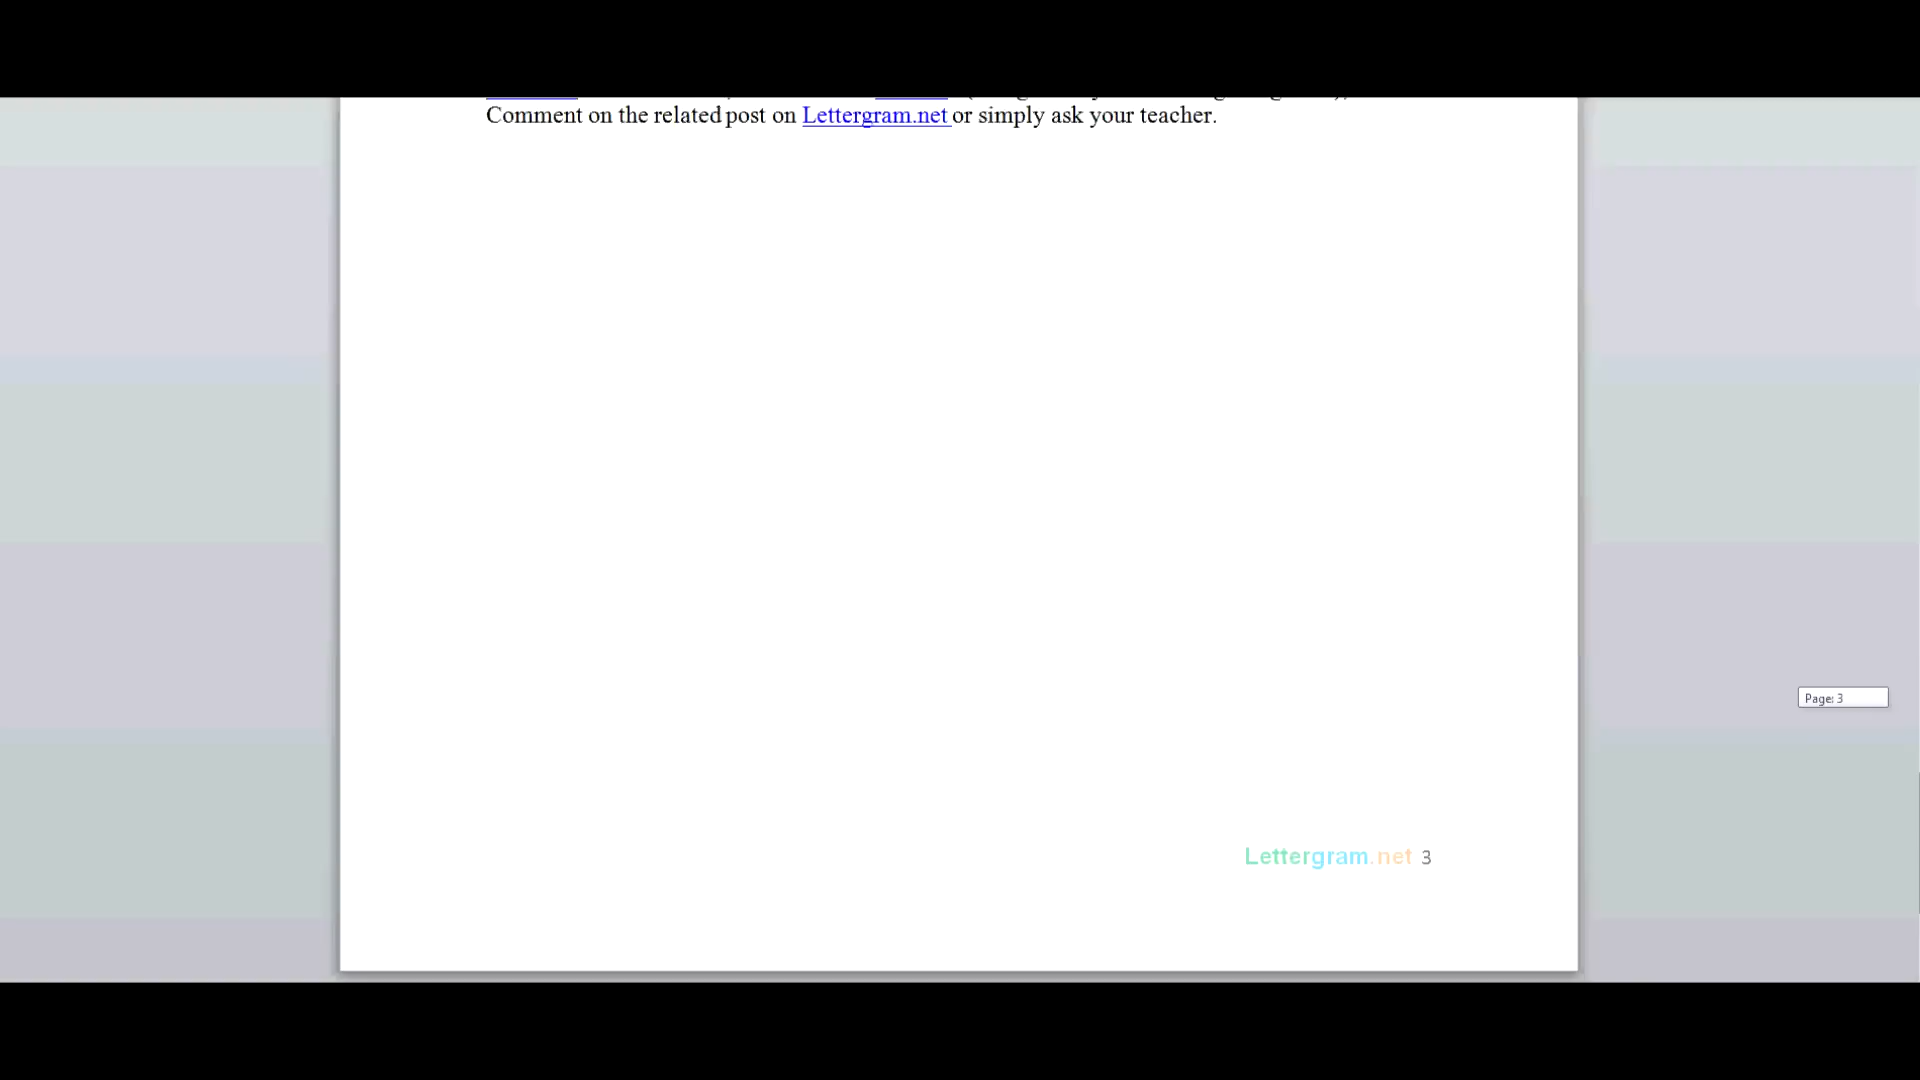 Comment on the related post on Lettergram.net or simply ask your teacher.
Page: 3
Lettergram.net 3